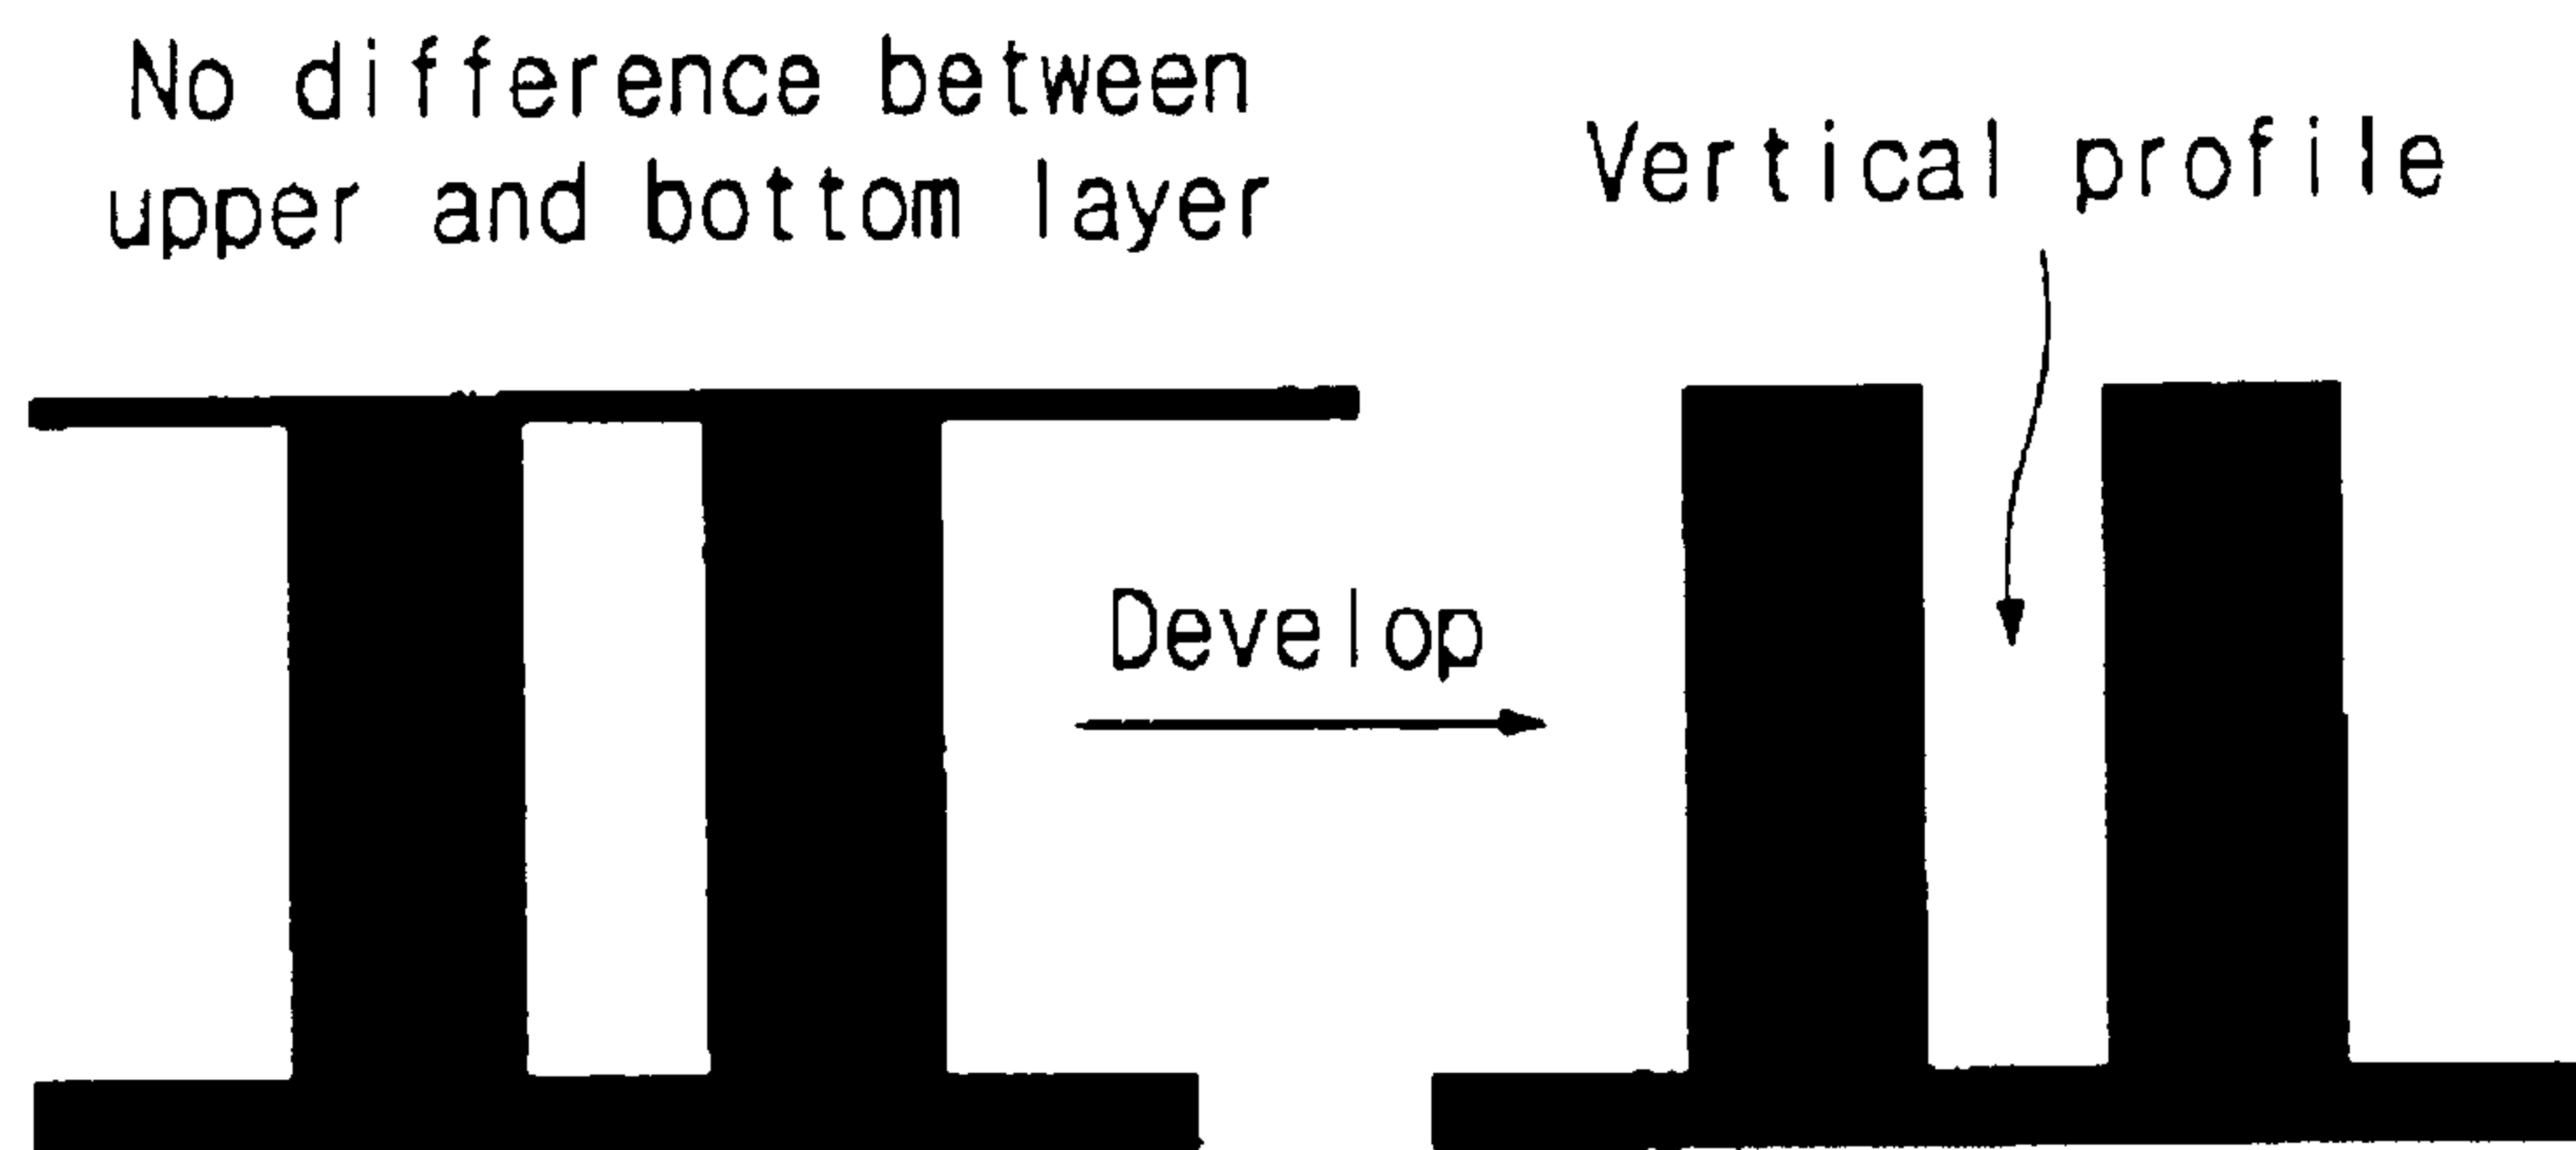 No difference between
upper and bottom layer
Vertical profile
Develop